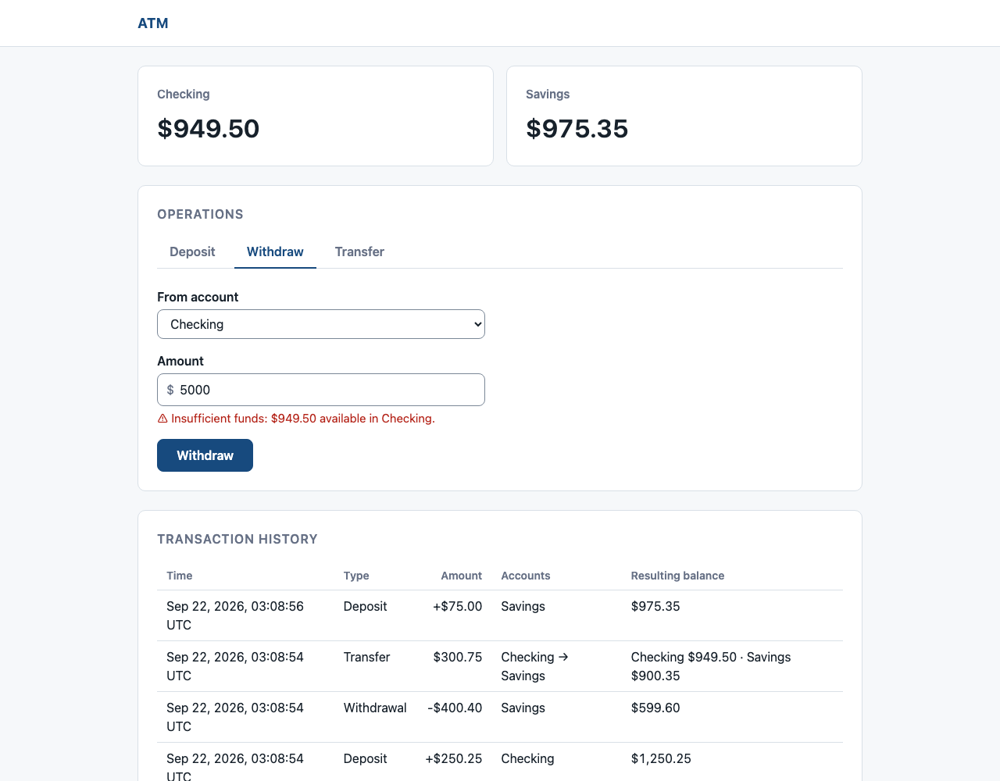 ATM
Checking
Savings
$949.50
$975.35
OPERATIONS
Deposit
Withdraw
Transfer
From account
Checking
Amount
$ 5000
⚠ Insufficient funds: $949.50 available in Checking.
Withdraw
TRANSACTION HISTORY
Time Type Amount Accounts Resulting balance
Sep 22, 2026, 03:08:56 Deposit +$75.00 Savings $975.35
UTC
Sep 22, 2026, 03:08:54 Transfer $300.75 Checking → Checking $949.50 · Savings
UTC Savings $900.35
Sep 22, 2026, 03:08:54 Withdrawal -$400.40 Savings $599.60
UTC
Sep 22, 2026, 03:08:54 Deposit +$250.25 Checking $1,250.25
UTC